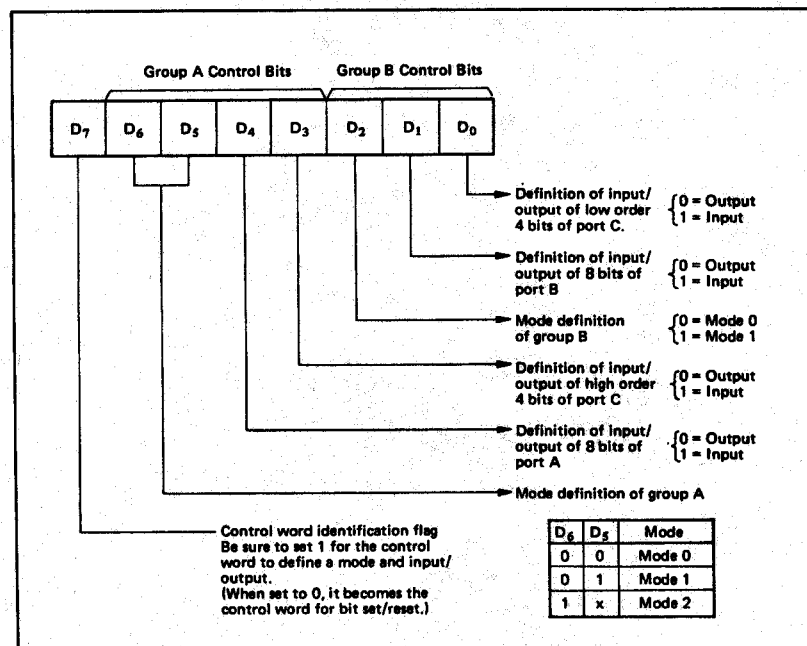 Group A Control Bits Group B Control Bits
D7 D6 D5 D4 D3 D2 D1 D0
Definition of input/
output of low order
4 bits of port C.
0 = Output
1 = Input
Definition of input/
output of 8 bits of
port B
0 = Output
1 = Input
Mode definition
of group B
0 = Mode 0
1 = Mode 1
Definition of input/
output of high order
4 bits of port C
0 = Output
1 = Input
Definition of input/
output of 8 bits of
port A
0 = Output
1 = Input
Mode definition of group A
Control word identification flag
Be sure to set 1 for the control
word to define a mode and input/
output.
(When set to 0, it becomes the
control word for bit set/reset.)
D6 D5 Mode
0 0 Mode 0
0 1 Mode 1
1 x Mode 2